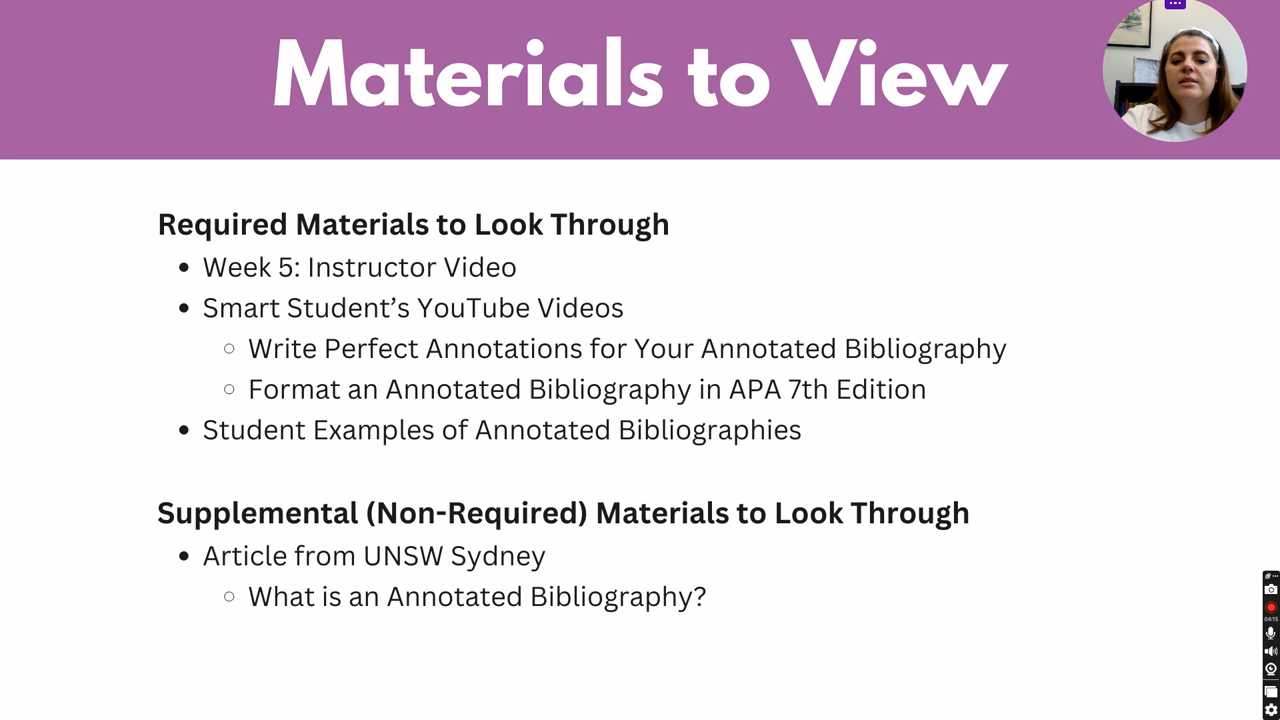 Materials to View
Required Materials to Look Through
Week 5: Instructor Video
Smart Student’s YouTube Videos
Write Perfect Annotations for Your Annotated Bibliography
Format an Annotated Bibliography in APA 7th Edition
Student Examples of Annotated Bibliographies
Supplemental (Non-Required) Materials to Look Through
Article from UNSW Sydney
What is an Annotated Bibliography?
04:15